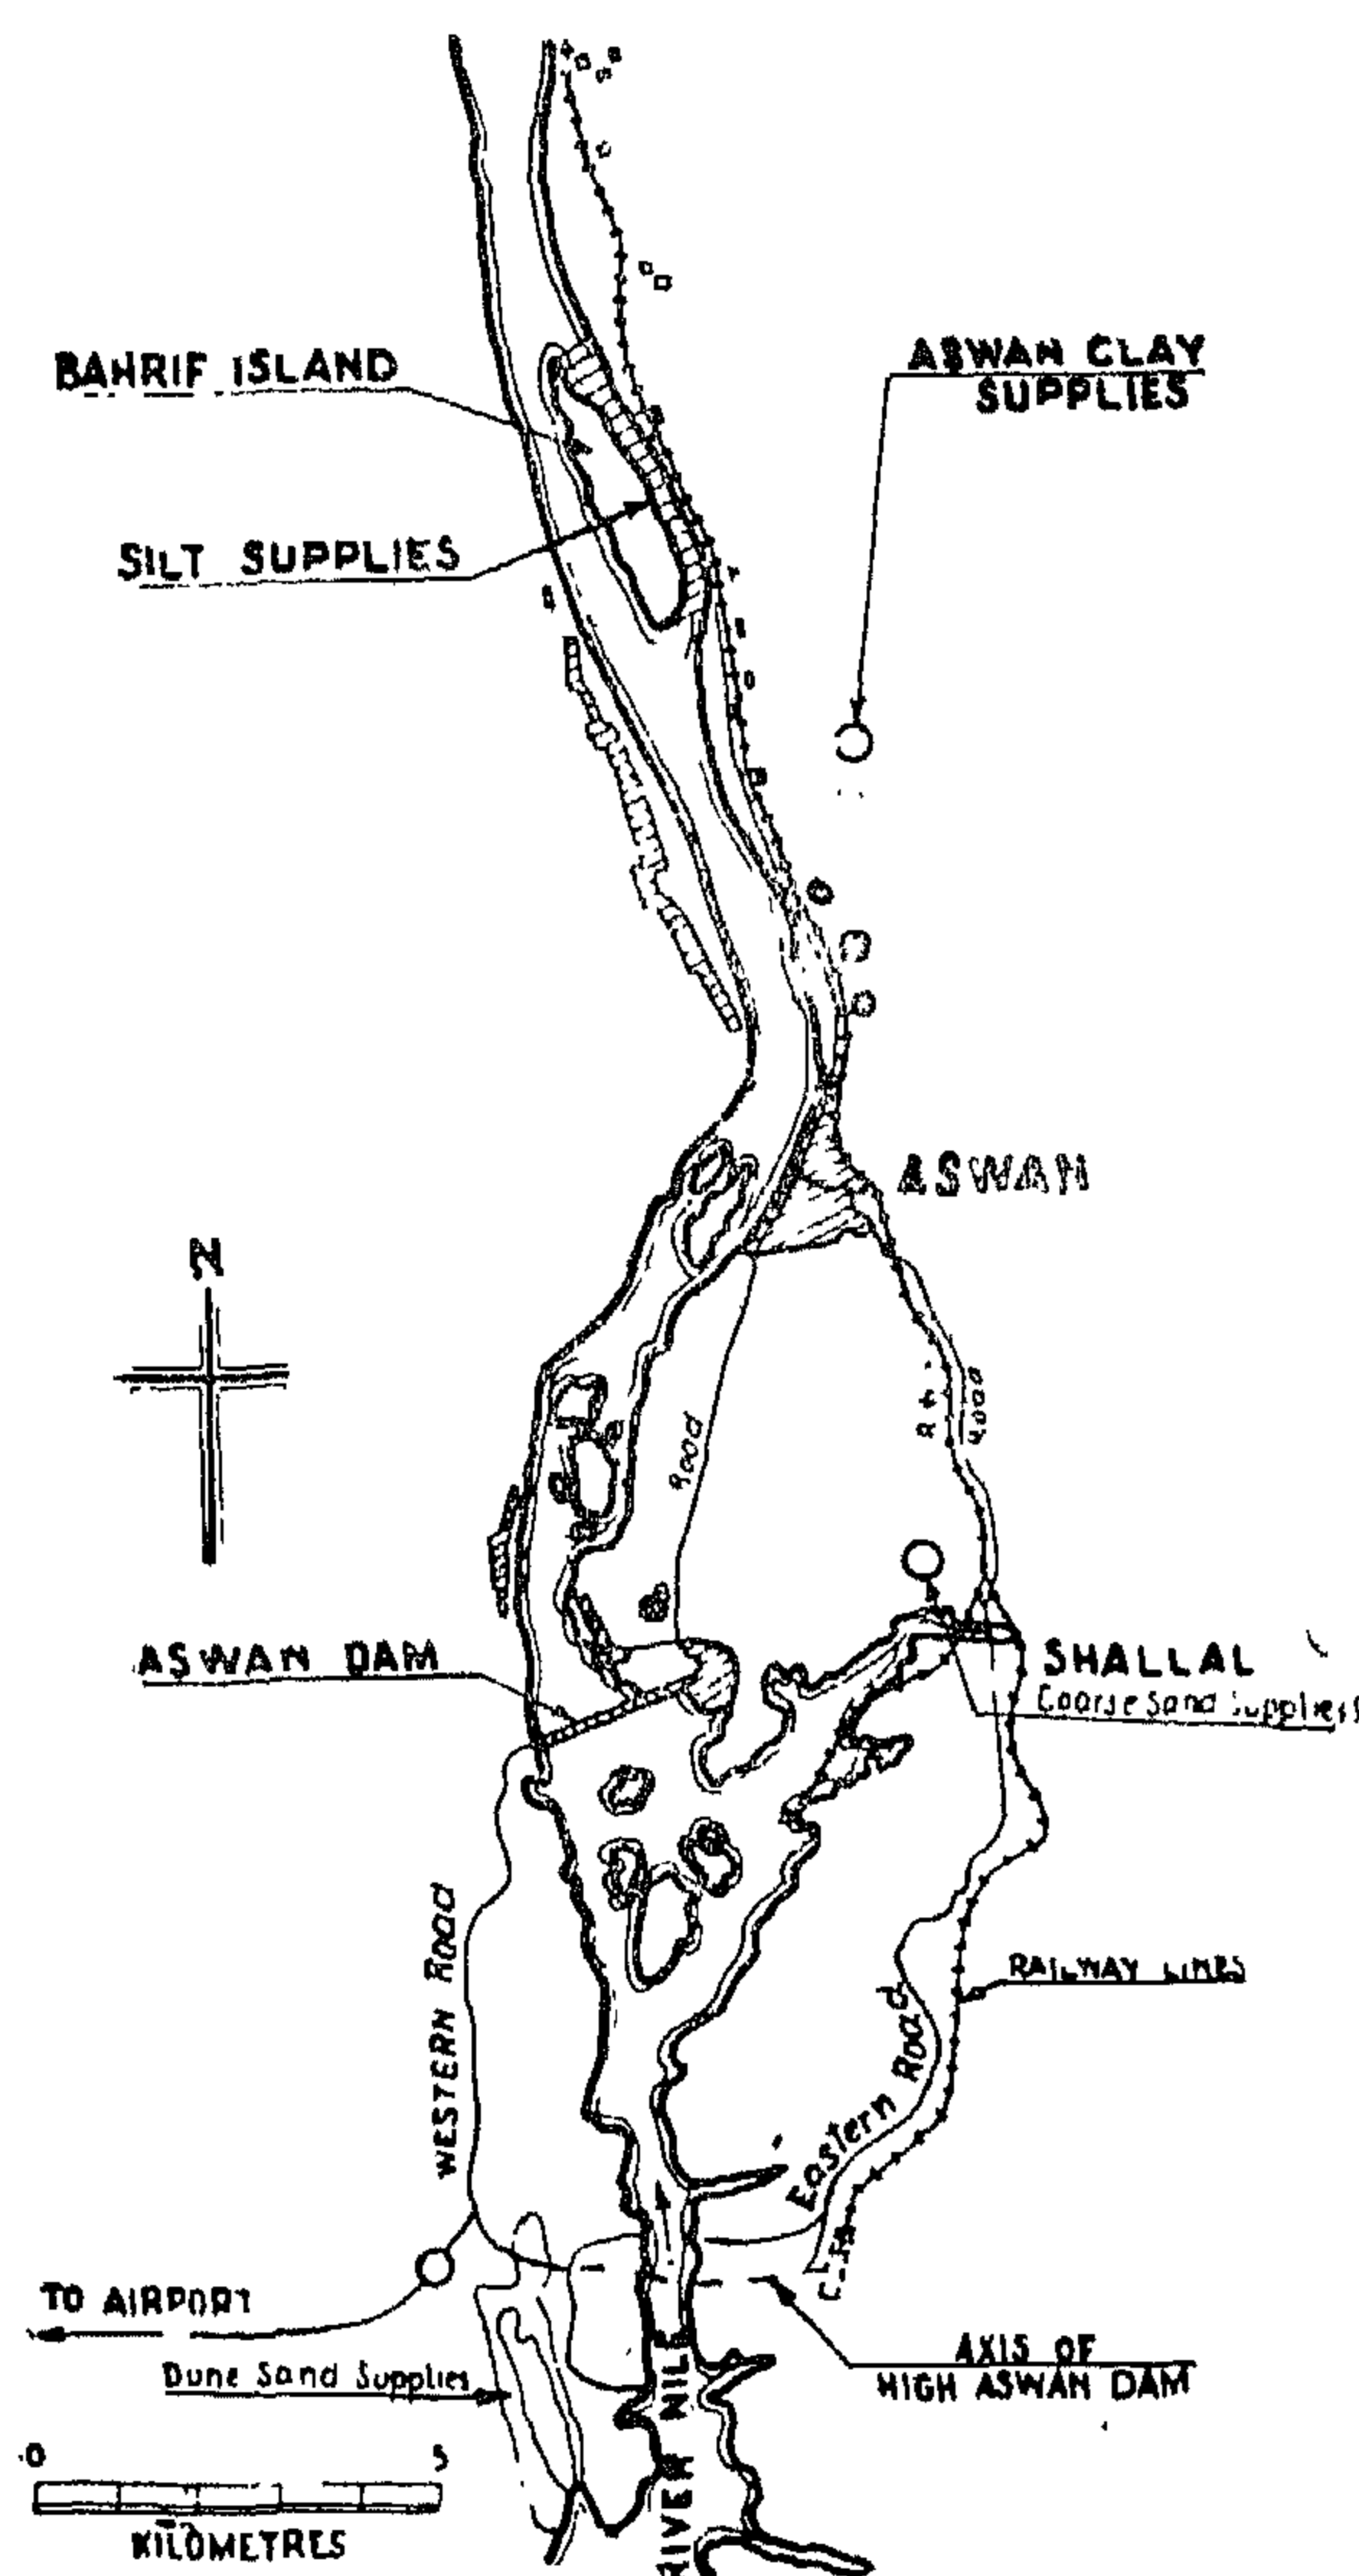 BAHRIF ISLAND
ASWAN CLAY
SUPPLIES
SILT SUPPLIES
ASWAN
N
Road
Road
ASWAN DAM
SHALLAL
Coarse Sand Supplies
WESTERN Road
RAILWAY LINES
Eastern Road
TO AIRPORT
AXIS OF
HIGH ASWAN DAM
Dune Sand Supplies
RIVER NILE
0 5
KILOMETRES